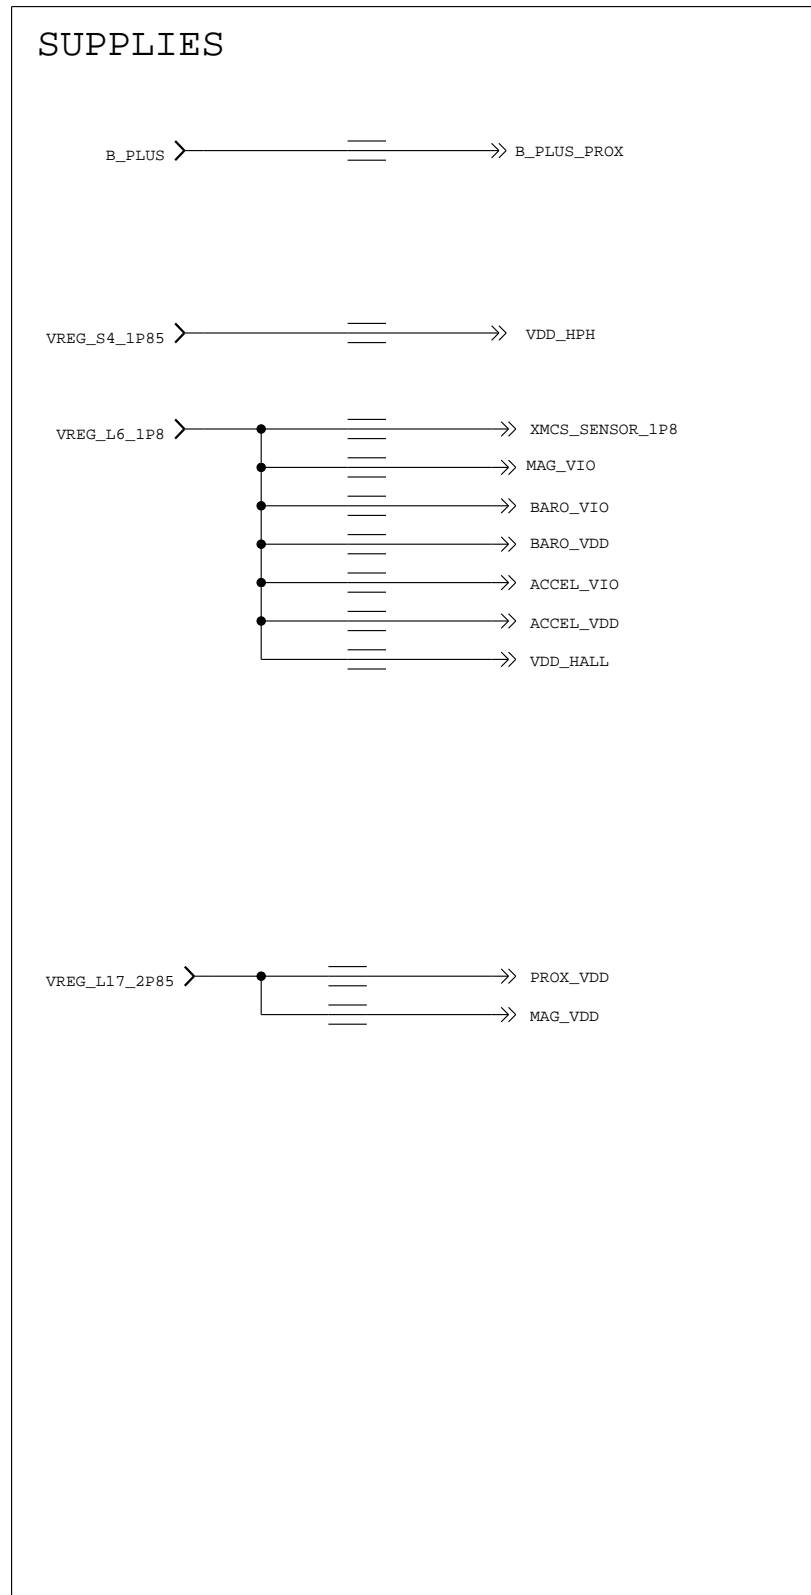 SUPPLIES
B_PLUS B_PLUS_PROX
VREG_S4_1P85 VDD_HPH
VREG_L6_1P8 XMCS_SENSOR_1P8
MAG_VIO
BARO_VIO
BARO_VDD
ACCEL_VIO
ACCEL_VDD
VDD_HALL
VREG_L17_2P85 PROX_VDD
MAG_VDD